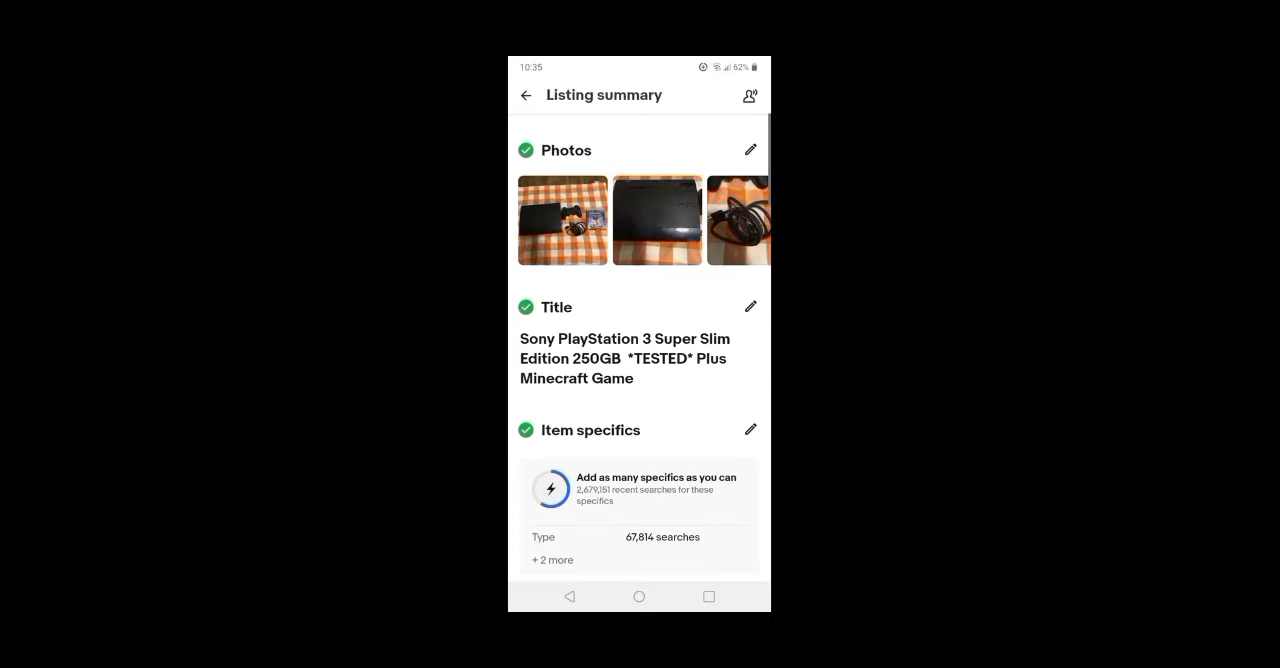 10:35
62%
Listing summary
Photos
Title
Sony PlayStation 3 Super Slim
Edition 250GB  *TESTED* Plus
Minecraft Game
Item specifics
Add as many specifics as you can
2,679,151 recent searches for these
specifics
Type 67,814 searches
+ 2 more